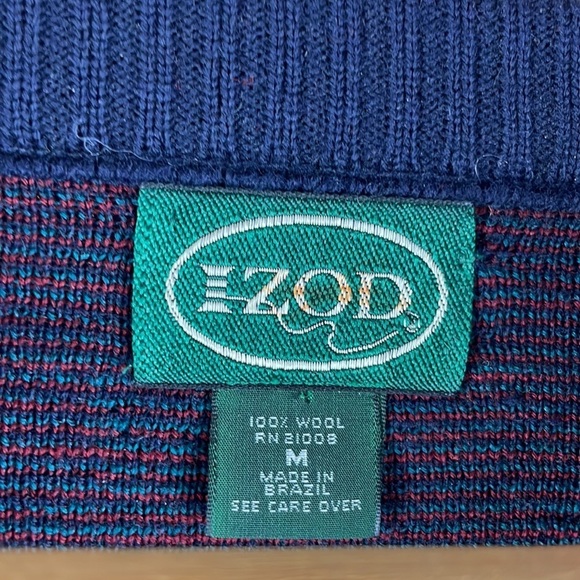 IZOD
100% WOOL
RN 21008
M
MADE IN
BRAZIL
SEE CARE OVER